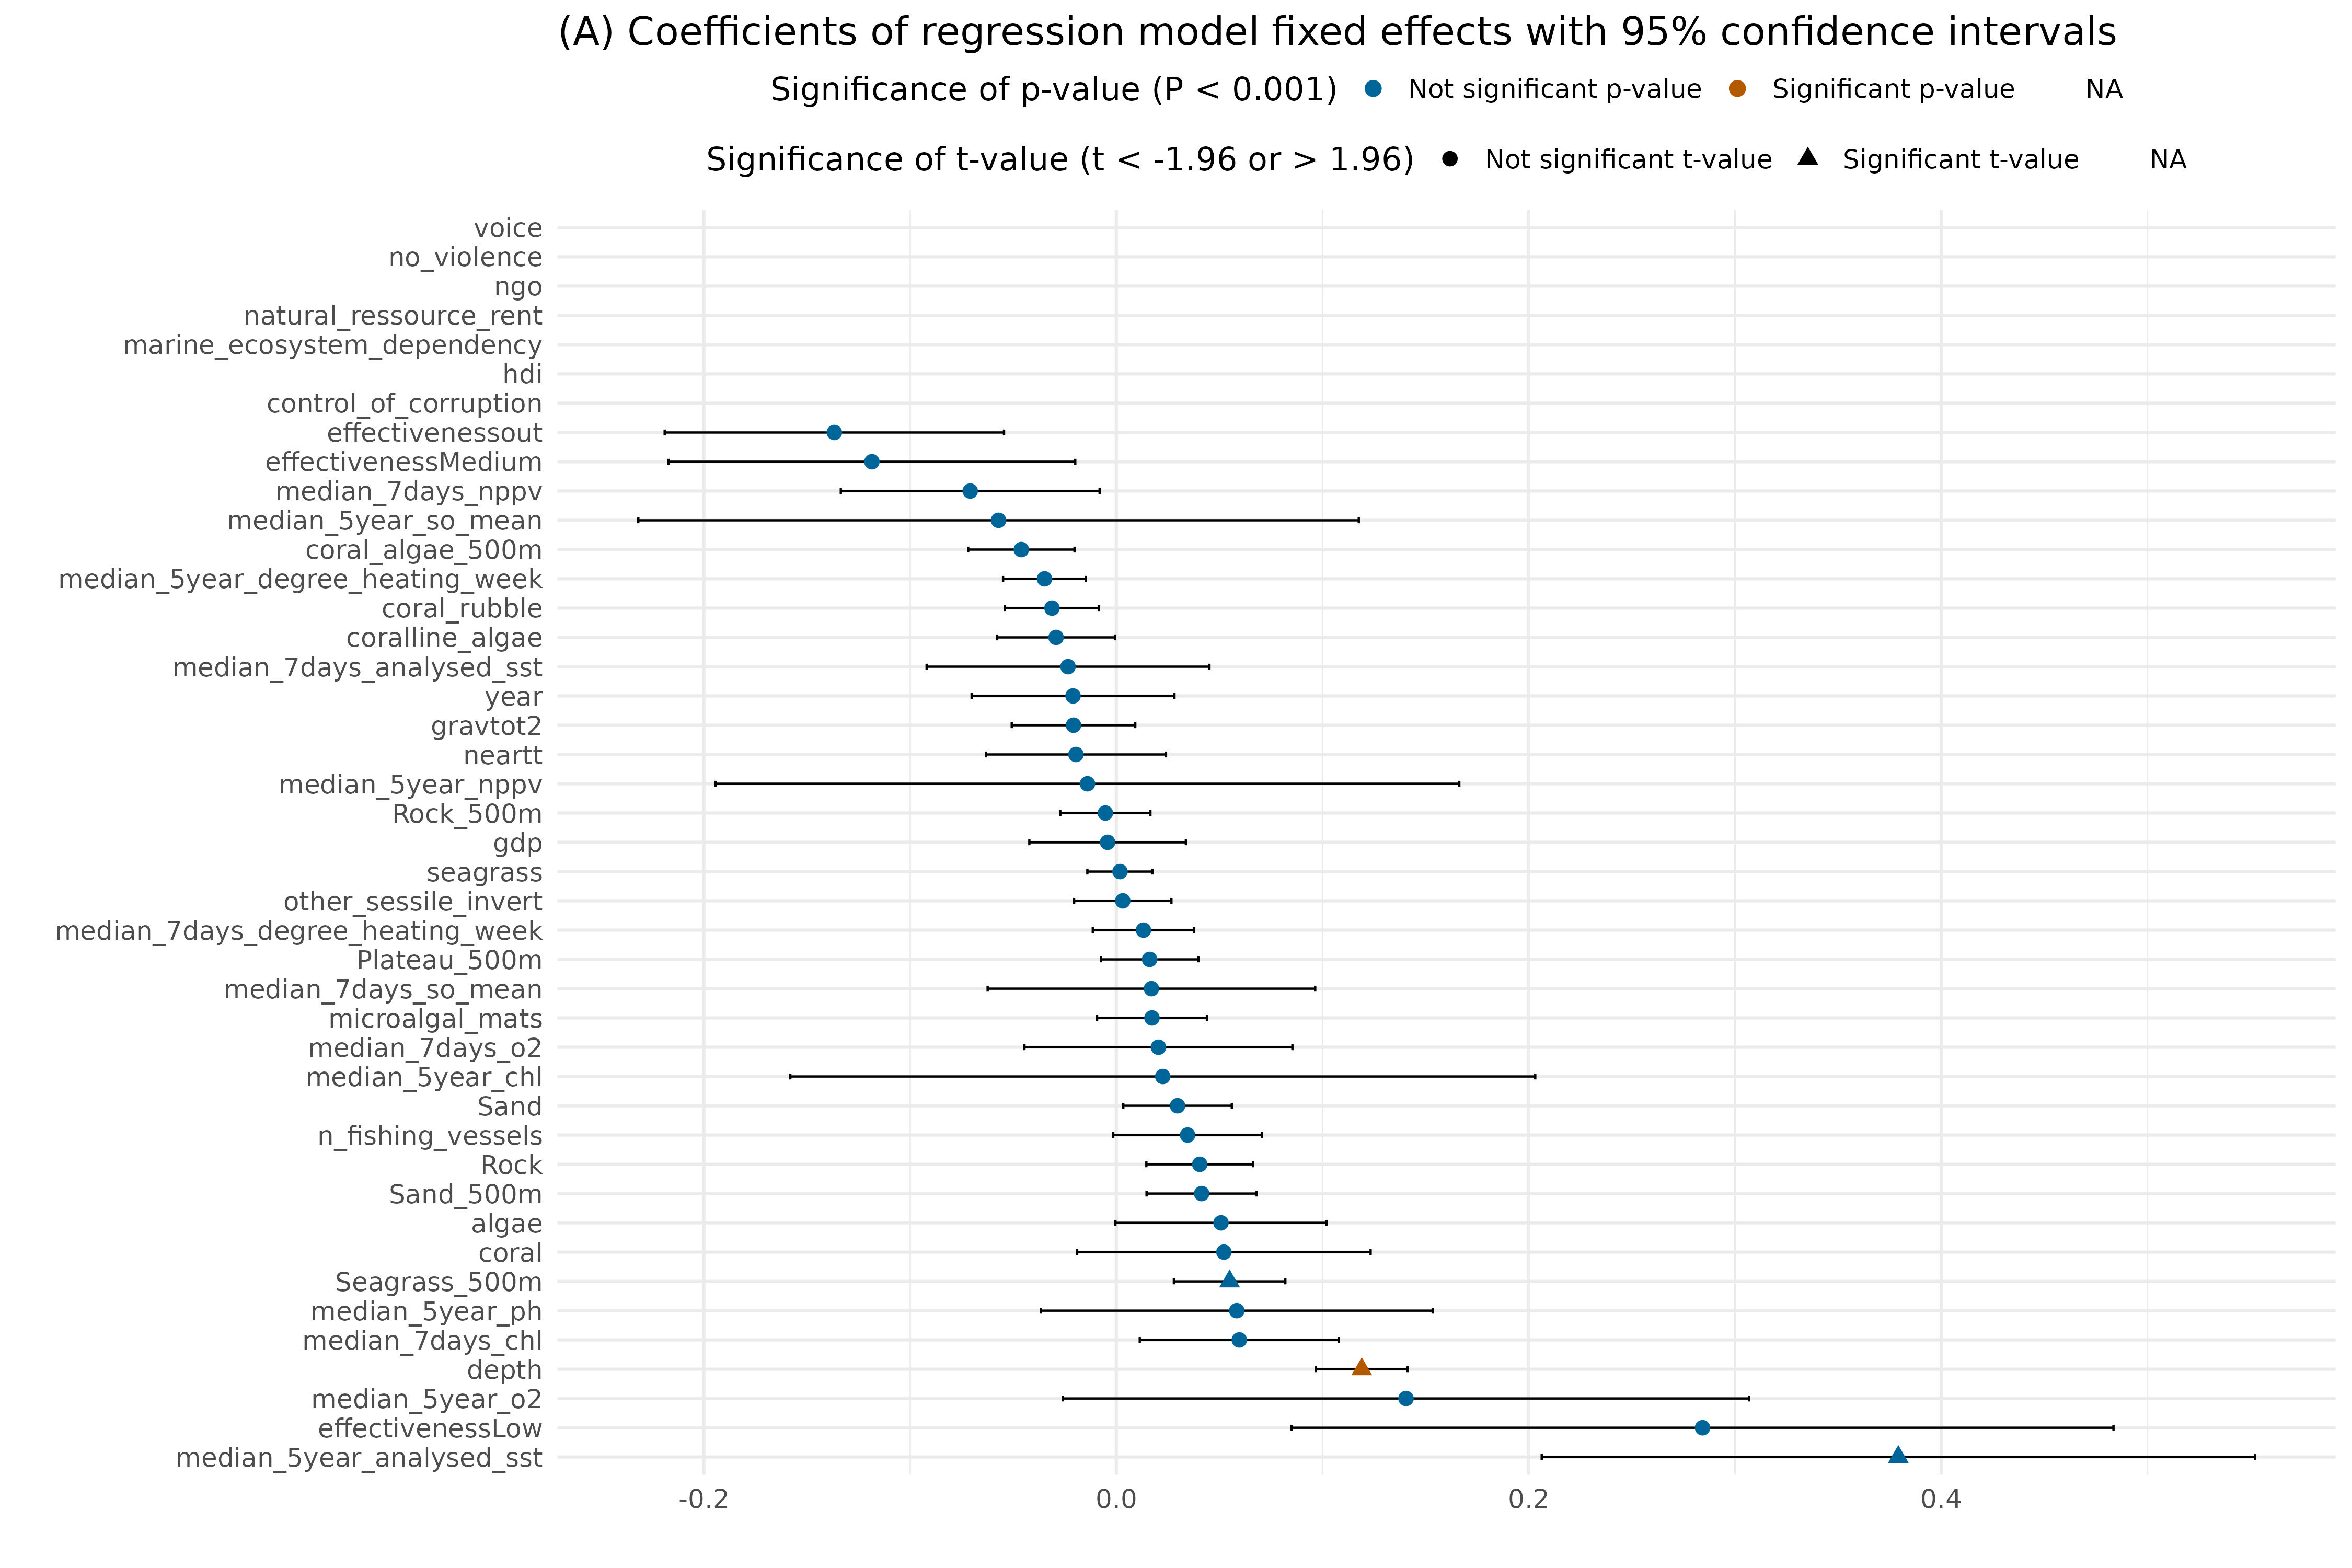 (A) Coefficients of regression model fixed effects with 95% confidence intervals
Significance of p-value (P < 0.001) Not significant p-value Significant p-value NA
Significance of t-value (t < -1.96 or > 1.96) Not significant t-value Significant t-value NA
voice
no_violence
ngo
natural_ressource_rent
marine_ecosystem_dependency
hdi
control_of_corruption
effectivenessout
effectivenessMedium
median_7days_nppv
median_5year_so_mean
coral_algae_500m
median_5year_degree_heating_week
coral_rubble
coralline_algae
median_7days_analysed_sst
year
gravtot2
neartt
median_5year_nppv
Rock_500m
gdp
seagrass
other_sessile_invert
median_7days_degree_heating_week
Plateau_500m
median_7days_so_mean
microalgal_mats
median_7days_o2
median_5year_chl
Sand
n_fishing_vessels
Rock
Sand_500m
algae
coral
Seagrass_500m
median_5year_ph
median_7days_chl
depth
median_5year_o2
effectivenessLow
median_5year_analysed_sst
-0.2 0.0 0.2 0.4